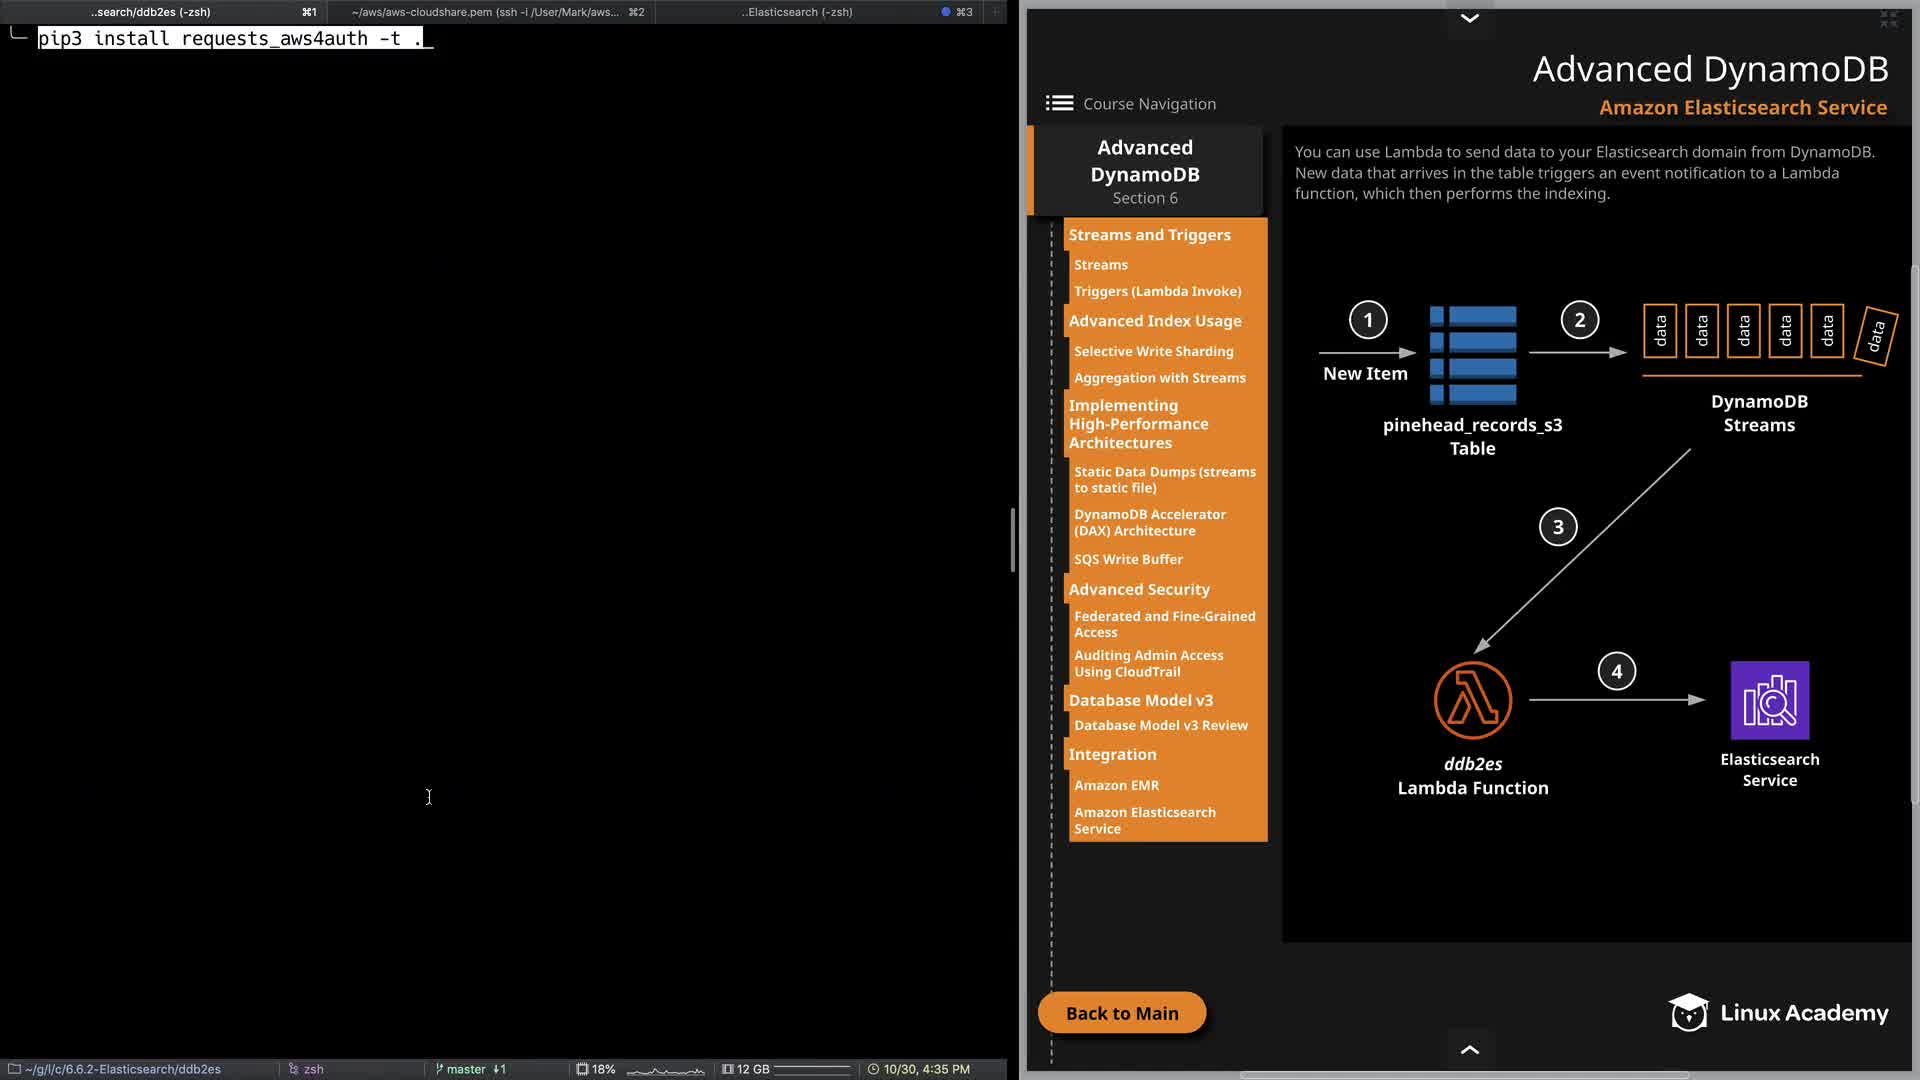 ..search/ddb2es (-zsh) ⌘1 ~/aws/aws-cloudshare.pem (ssh -i /User/Mark/aws... ⌘2 ..Elasticsearch (-zsh) ⌘3
pip3 install requests_aws4auth -t .
~/g/l/c/6.6.2-Elasticsearch/ddb2es zsh master ↓1 18% 12 GB 10/30, 4:35 PM
Advanced DynamoDB
Amazon Elasticsearch Service
Course Navigation
Advanced
DynamoDB
Section 6
Streams and Triggers
Streams
Triggers (Lambda Invoke)
Advanced Index Usage
Selective Write Sharding
Aggregation with Streams
Implementing
High-Performance
Architectures
Static Data Dumps (streams
to static file)
DynamoDB Accelerator
(DAX) Architecture
SQS Write Buffer
Advanced Security
Federated and Fine-Grained
Access
Auditing Admin Access
Using CloudTrail
Database Model v3
Database Model v3 Review
Integration
Amazon EMR
Amazon Elasticsearch
Service
Back to Main
You can use Lambda to send data to your Elasticsearch domain from DynamoDB.
New data that arrives in the table triggers an event notification to a Lambda
function, which then performs the indexing.
1
New Item
pinehead_records_s3
Table
2
data data data data data data
DynamoDB
Streams
3
ddb2es
Lambda Function
4
Elasticsearch
Service
Linux Academy